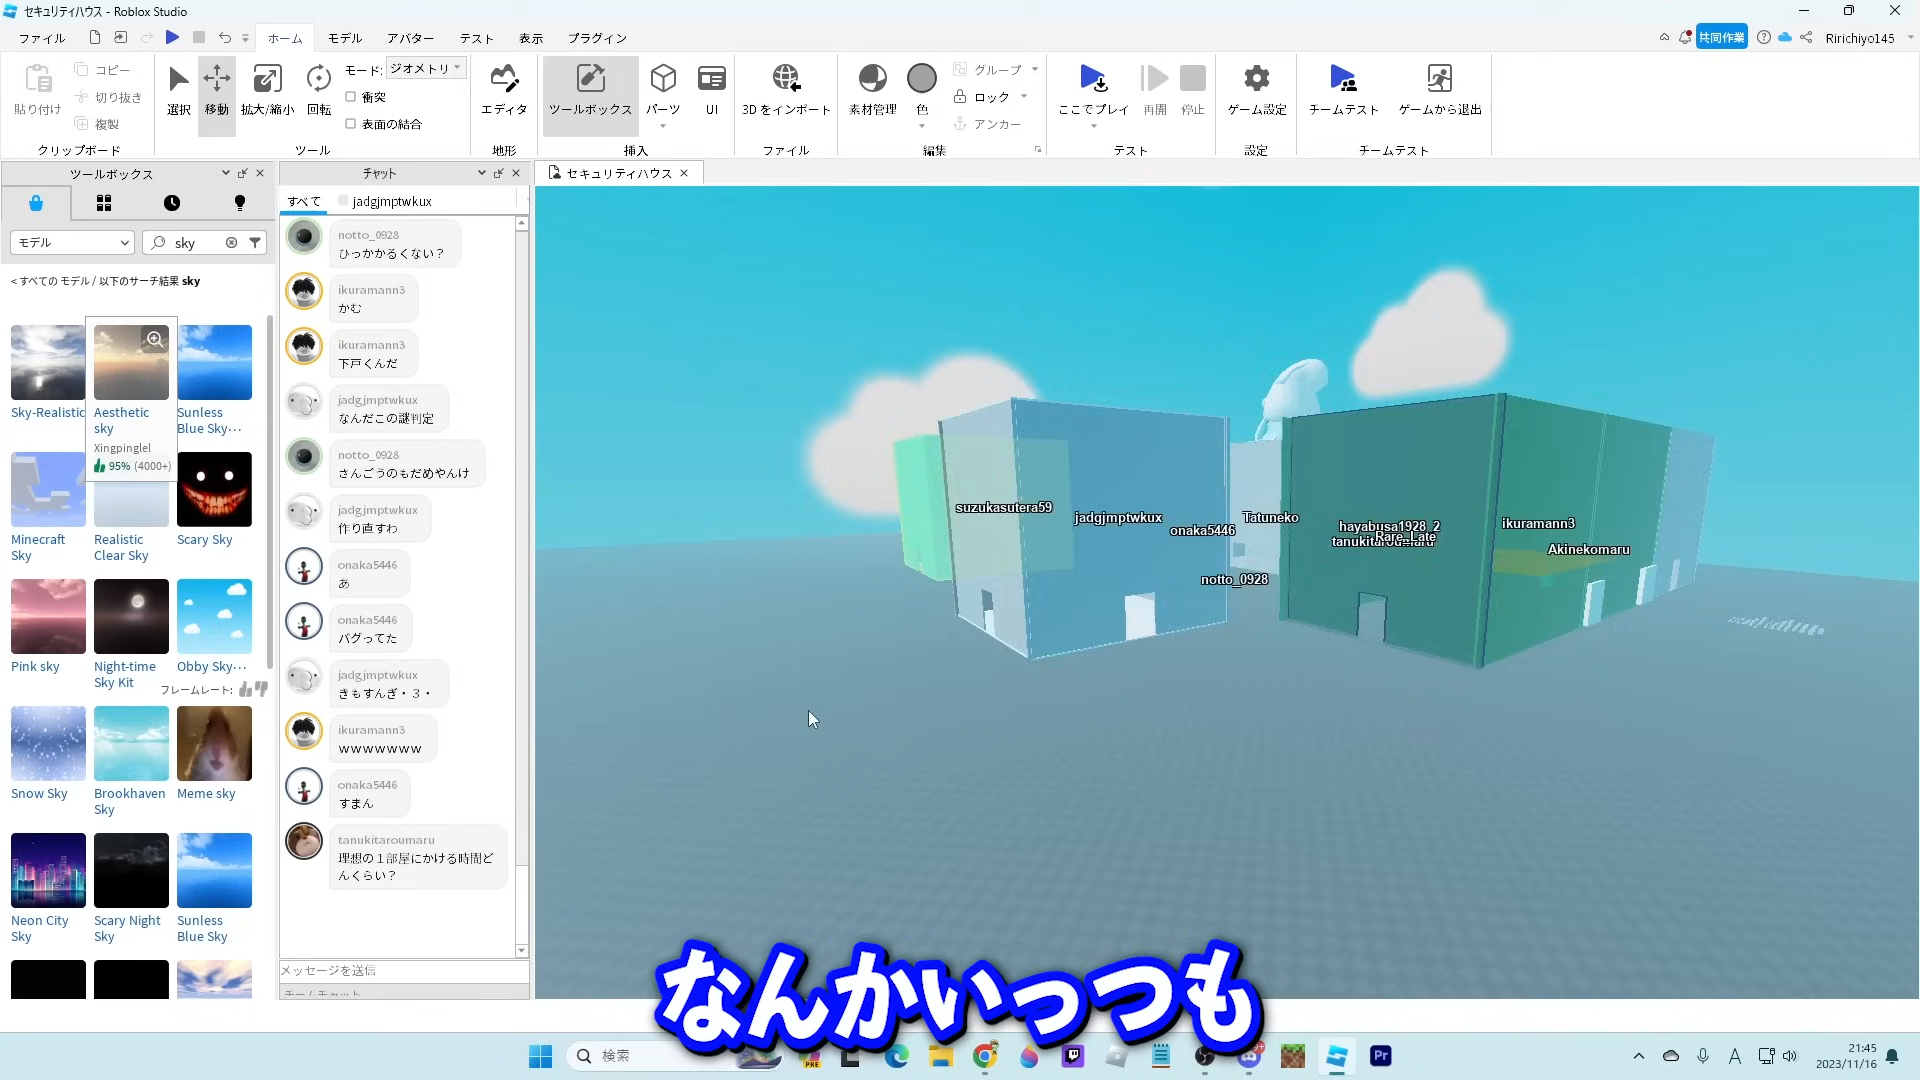 セキュリティハウス - Roblox Studio
ファイル
ホーム
モデル
アバター
テスト
表示
プラグイン
共同作業
Ririchiyo145
貼り付け
コピー
切り抜き
複製
クリップボード
選択
移動
拡大/縮小
回転
モード:
ジオメトリ
衝突
表面の結合
ツール
エディタ
地形
ツールボックス
パーツ
UI
挿入
3D をインポート
ファイル
素材管理
色
グループ
ロック
アンカー
編集
ここでプレイ
再開
停止
テスト
ゲーム設定
設定
チームテスト
ゲームから退出
チームテスト
ツールボックス
モデル
sky
< すべての モデル / 以下のサーチ結果 sky
Sky-Realistic
Aesthetic sky
Xingpinglel
95% (4000+)
Sunless Blue Sky…
Minecraft Sky
Realistic Clear Sky
Scary Sky
Pink sky
Night-time Sky Kit
Obby Sky…
フレームレート:
Snow Sky
Brookhaven Sky
Meme sky
Neon City Sky
Scary Night Sky
Sunless Blue Sky
チャット
すべて
jadgjmptwkux
notto_0928
ひっかかるくない？
ikuramann3
かむ
ikuramann3
下戸くんだ
jadgjmptwkux
なんだこの謎判定
notto_0928
さんごうのもだめやんけ
jadgjmptwkux
作り直すわ
onaka5446
あ
onaka5446
バグってた
jadgjmptwkux
きもすんぎ・３・
ikuramann3
ｗｗｗｗｗｗｗ
onaka5446
すまん
tanukitaroumaru
理想の１部屋にかける時間ど
んくらい？
メッセージを送信
チームチャット
セキュリティハウス
suzukasutera59
jadgjmptwkux
onaka5446
Tatuneko
notto_0928
hayabusa1928_2
Rare_Late
tanukitaroumaru
ikuramann3
Akinekomaru
なんかいっつも
検索
PRE
Pr
A
21:45
2023/11/16